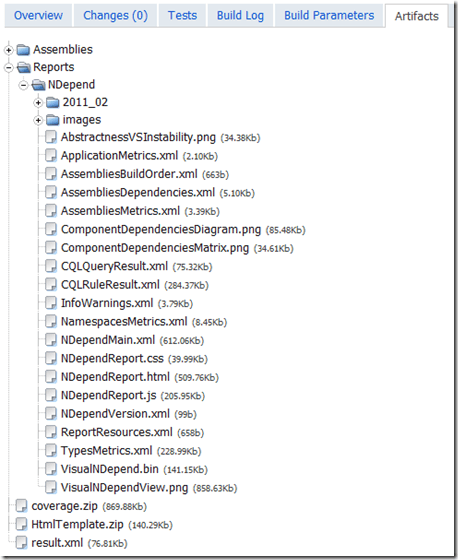 Overview Changes (0) Tests Build Log Build Parameters Artifacts
Assemblies
Reports
NDepend
2011_02
images
AbstractnessVSInstability.png (34.38Kb)
ApplicationMetrics.xml (2.10Kb)
AssembliesBuildOrder.xml (663b)
AssembliesDependencies.xml (5.10Kb)
AssembliesMetrics.xml (3.39Kb)
ComponentDependenciesDiagram.png (85.48Kb)
ComponentDependenciesMatrix.png (34.61Kb)
CQLQueryResult.xml (75.32Kb)
CQLRuleResult.xml (284.37Kb)
InfoWarnings.xml (3.79Kb)
NamespacesMetrics.xml (8.45Kb)
NDependMain.xml (612.06Kb)
NDependReport.css (39.99Kb)
NDependReport.html (509.76Kb)
NDependReport.js (205.95Kb)
NDependVersion.xml (99b)
ReportResources.xml (658b)
TypesMetrics.xml (228.99Kb)
VisualNDepend.bin (141.15Kb)
VisualNDependView.png (858.63Kb)
coverage.zip (869.88Kb)
HtmlTemplate.zip (140.29Kb)
result.xml (76.81Kb)